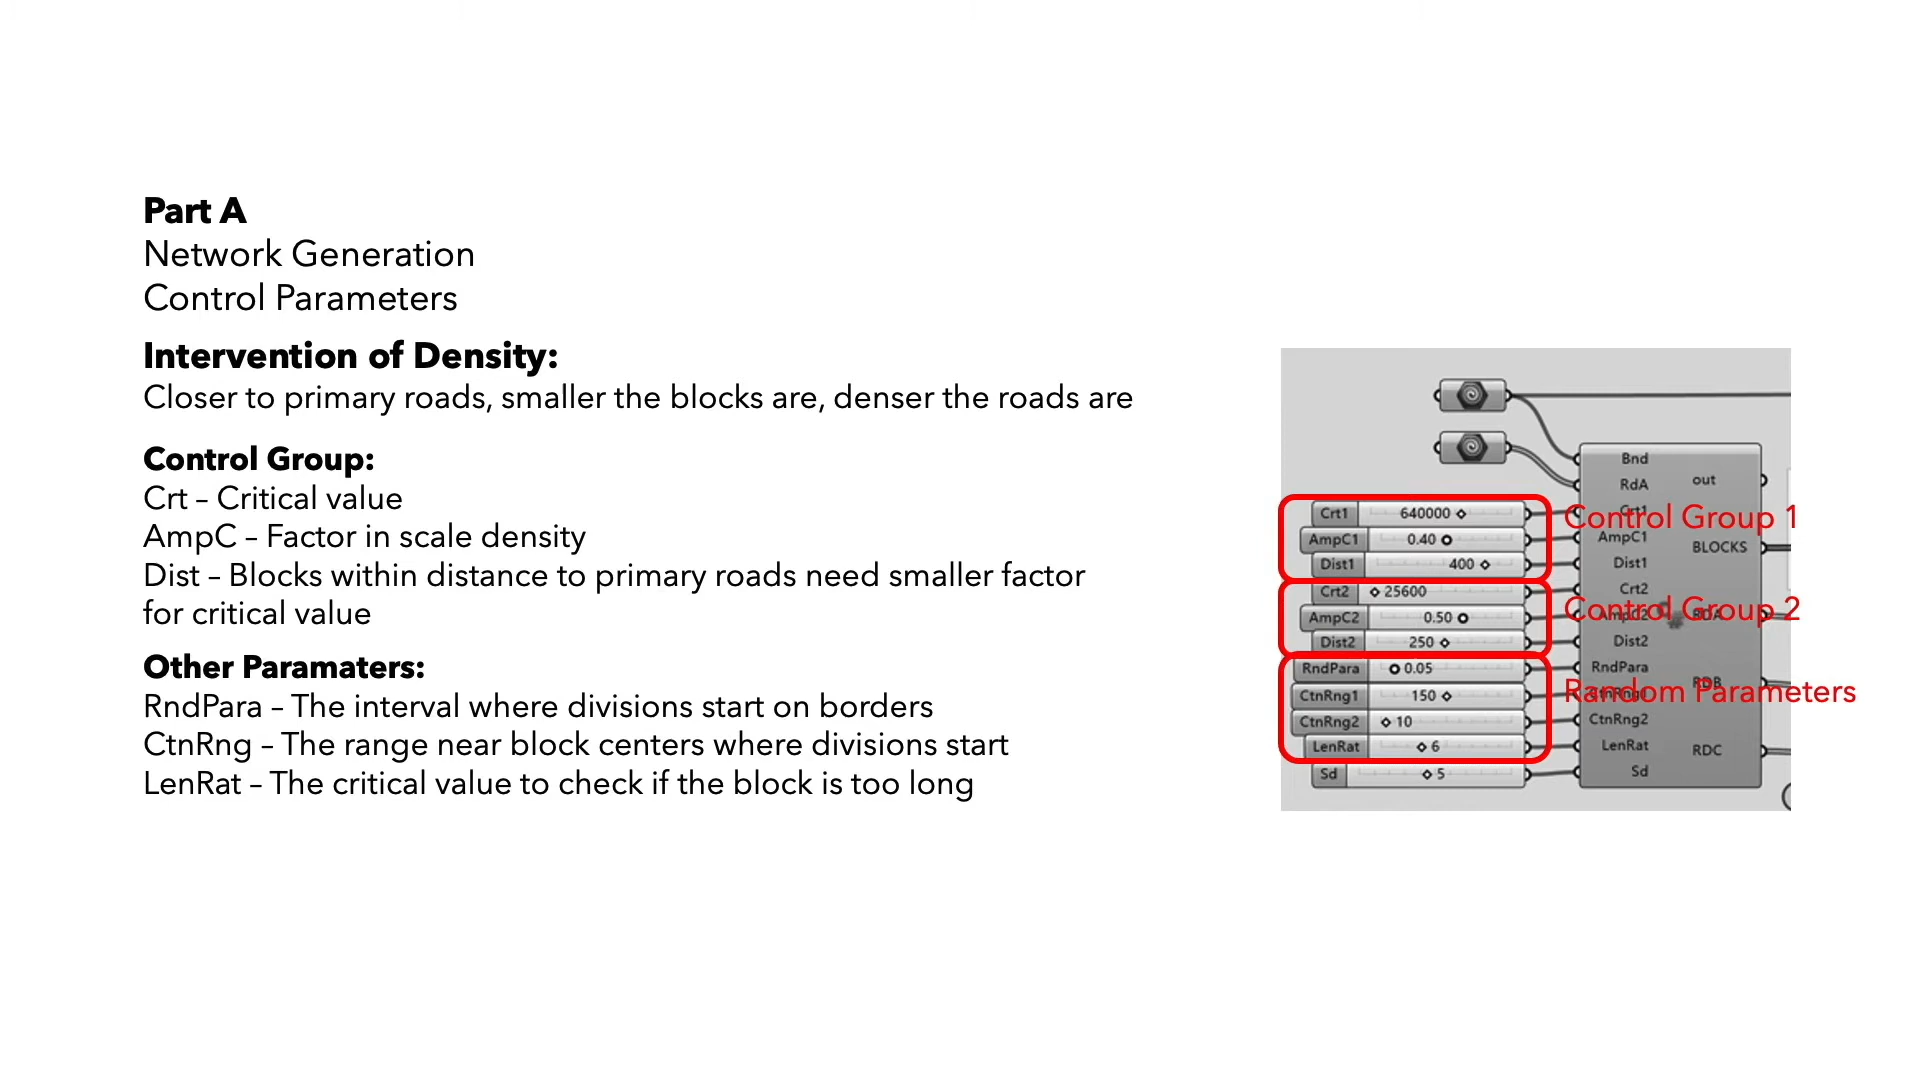 Part A
Network Generation
Control Parameters
Intervention of Density:
Closer to primary roads, smaller the blocks are, denser the roads are
Control Group:
Crt – Critical value
AmpC – Factor in scale density
Dist – Blocks within distance to primary roads need smaller factor
for critical value
Other Paramaters:
RndPara – The interval where divisions start on borders
CtnRng – The range near block centers where divisions start
LenRat – The critical value to check if the block is too long
Crt1 640000
AmpC1 0.40
Dist1 400
Crt2 25600
AmpC2 0.50
Dist2 250
RndPara 0.05
CtnRng1 150
CtnRng2 10
LenRat 6
Sd 5
Bnd
RdA
Crt1
AmpC1
Dist1
Crt2
AmpC2
Dist2
RndPara
CtnRng1
CtnRng2
LenRat
Sd
out
BLOCKS
RDA
RDB
RDC
Control Group 1
Control Group 2
Random Parameters